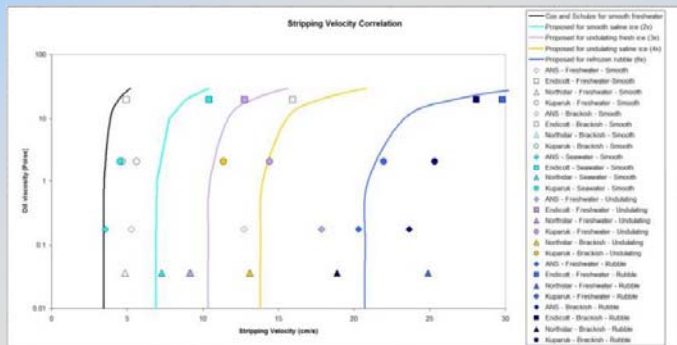 Stripping Velocity Correlation
100
10
1
0.1
0.01
Oil viscosity [Poise]
0
5
10
15
20
25
30
Stripping Velocity (cm/s)
Cox and Schultz for smooth freshwater
Proposed for smooth saline ice (2x)
Proposed for undulating fresh ice (3x)
Proposed for undulating saline ice (4x)
Proposed for refrozen rubble (6x)
ANS - Freshwater - Smooth
Endicott - Freshwater - Smooth
Northstar - Freshwater - Smooth
Kuparuk - Freshwater - Smooth
ANS - Brackish - Smooth
Endicott - Brackish - Smooth
Northstar - Brackish - Smooth
Kuparuk - Brackish - Smooth
ANS - Seawater - Smooth
Endicott - Seawater - Smooth
Northstar - Seawater - Smooth
Kuparuk - Seawater - Smooth
ANS - Freshwater - Undulating
Endicott - Freshwater - Undulating
Northstar - Freshwater - Undulating
Kuparuk - Freshwater - Undulating
Northstar - Brackish - Undulating
Kuparuk - Brackish - Undulating
ANS - Freshwater - Rubble
Endicott - Freshwater - Rubble
Northstar - Freshwater - Rubble
Kuparuk - Freshwater - Rubble
ANS - Brackish - Rubble
Endicott - Brackish - Rubble
Northstar - Brackish - Rubble
Kuparuk - Brackish - Rubble